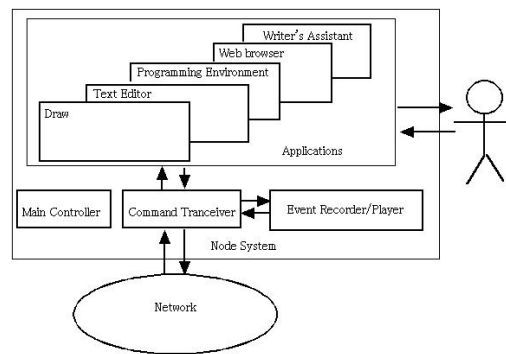 Writer's Assistant
Web browser
Programming Environment
Text Editor
Draw
Applications
Main Controller
Command Tranceiver
Event Recorder/Player
Node System
Network